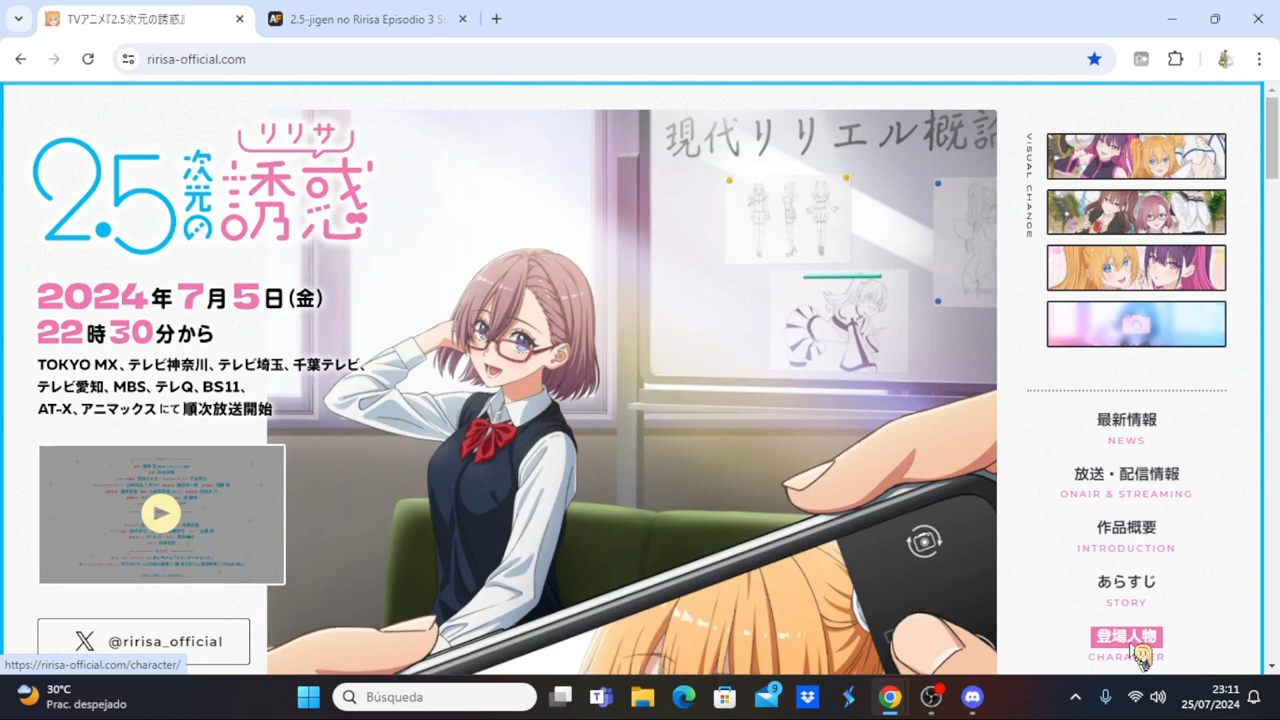 TVアニメ『2.5次元の誘惑』
2.5-jigen no Ririsa Episodio 3 S
ririsa-official.com
リリサ
2.5次元の誘惑
現代リリエル概論
2024年7月5日(金)
22時30分から
TOKYO MX、テレビ神奈川、テレビ埼玉、千葉テレビ、
テレビ愛知、MBS、テレQ、BS11、
AT-X、アニマックスにて順次放送開始
@ririsa_official
VISUAL CHANGE
最新情報
NEWS
放送・配信情報
ONAIR & STREAMING
作品概要
INTRODUCTION
あらすじ
STORY
登場人物
CHARACTER
https://ririsa-official.com/character/
30°C
Prac. despejado
Búsqueda
9
23:11
25/07/2024